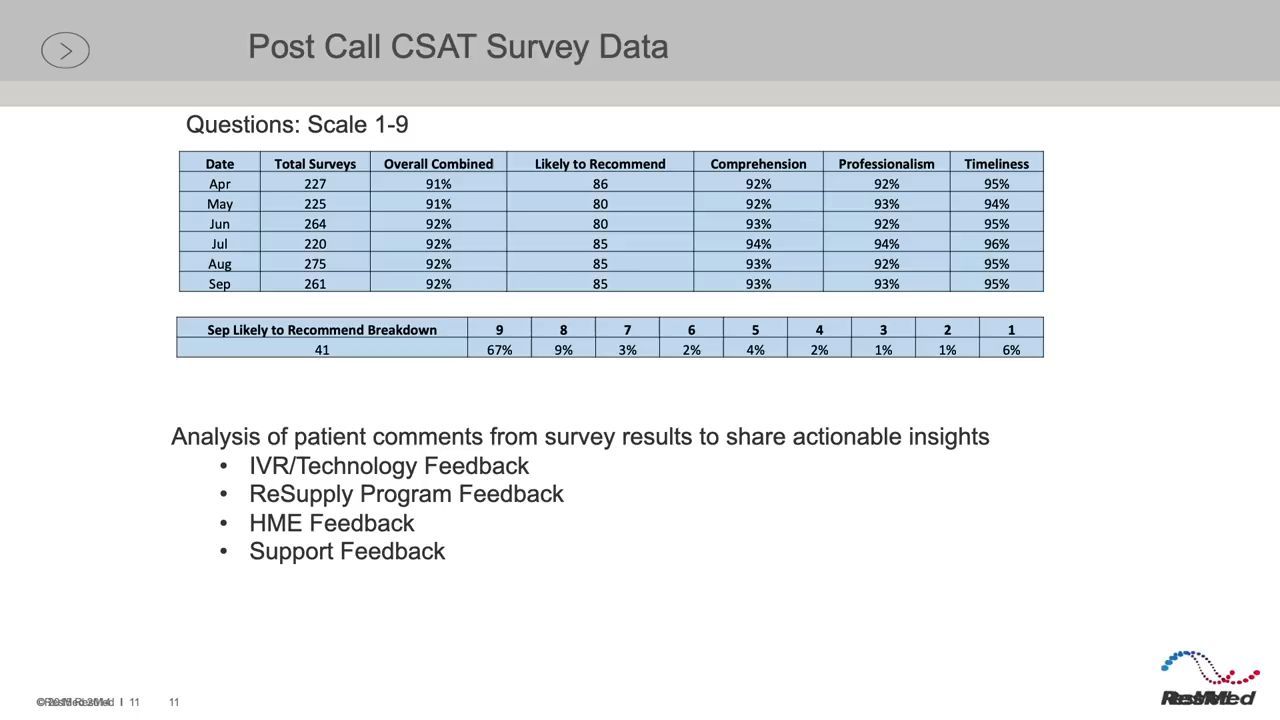 Post Call CSAT Survey Data
Questions: Scale 1-9
Date Total Surveys Overall Combined Likely to Recommend Comprehension Professionalism Timeliness
Apr 227 91% 86 92% 92% 95%
May 225 91% 80 92% 93% 94%
Jun 264 92% 80 93% 92% 95%
Jul 220 92% 85 94% 94% 96%
Aug 275 92% 85 93% 92% 95%
Sep 261 92% 85 93% 93% 95%
Sep Likely to Recommend Breakdown 9 8 7 6 5 4 3 2 1
41 67% 9% 3% 2% 4% 2% 1% 1% 6%
Analysis of patient comments from survey results to share actionable insights
• IVR/Technology Feedback
• ReSupply Program Feedback
• HME Feedback
• Support Feedback
11 11